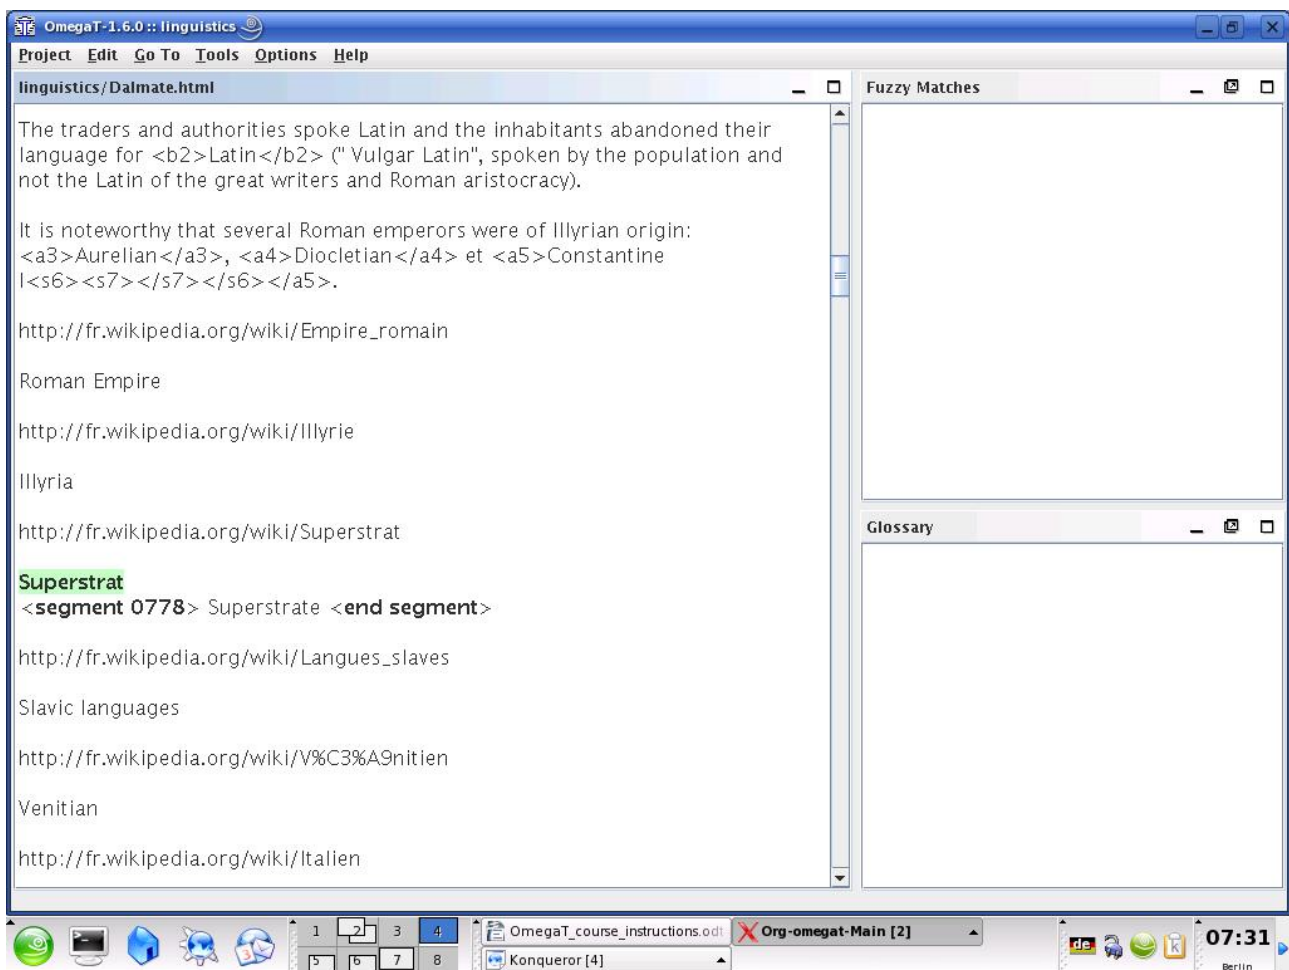 OmegaT-1.6.0 :: linguistics
Project Edit Go To Tools Options Help
linguistics/Dalmate.html
The traders and authorities spoke Latin and the inhabitants abandoned their
language for <b2>Latin</b2> (" Vulgar Latin", spoken by the population and
not the Latin of the great writers and Roman aristocracy).
It is noteworthy that several Roman emperors were of Illyrian origin:
<a3>Aurelian</a3>, <a4>Diocletian</a4> et <a5>Constantine
I<s6><s7></s7></s6></a5>.
http://fr.wikipedia.org/wiki/Empire_romain
Roman Empire
http://fr.wikipedia.org/wiki/Illyrie
Illyria
http://fr.wikipedia.org/wiki/Superstrat
Superstrat
<segment 0778> Superstrate <end segment>
http://fr.wikipedia.org/wiki/Langues_slaves
Slavic languages
http://fr.wikipedia.org/wiki/V%C3%A9nitien
Venitian
http://fr.wikipedia.org/wiki/Italien
Fuzzy Matches
Glossary
1 2 3 4
5 6 7 8
OmegaT_course_instructions.odt
Org-omegat-Main [2]
Konqueror [4]
de
07:31
Berlin